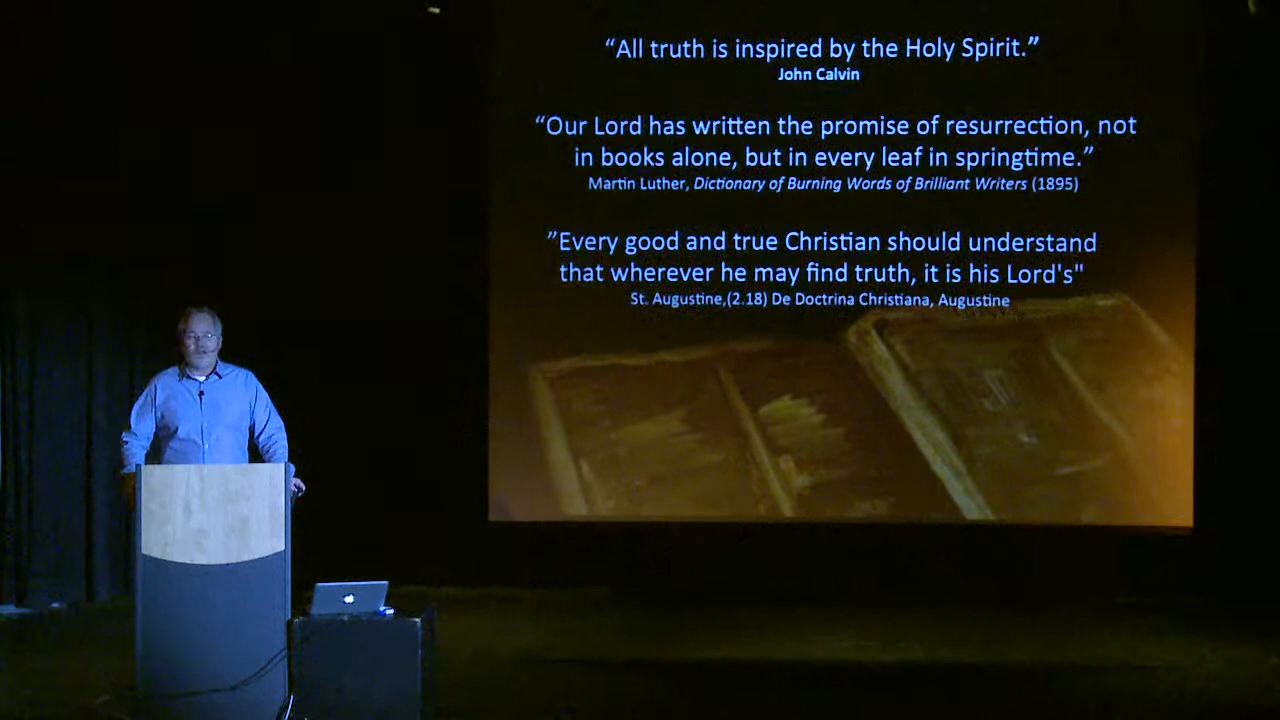 “All truth is inspired by the Holy Spirit.”
John Calvin
“Our Lord has written the promise of resurrection, not
in books alone, but in every leaf in springtime.”
Martin Luther, Dictionary of Burning Words of Brilliant Writers (1895)
”Every good and true Christian should understand
that wherever he may find truth, it is his Lord's"
St. Augustine,(2.18) De Doctrina Christiana, Augustine